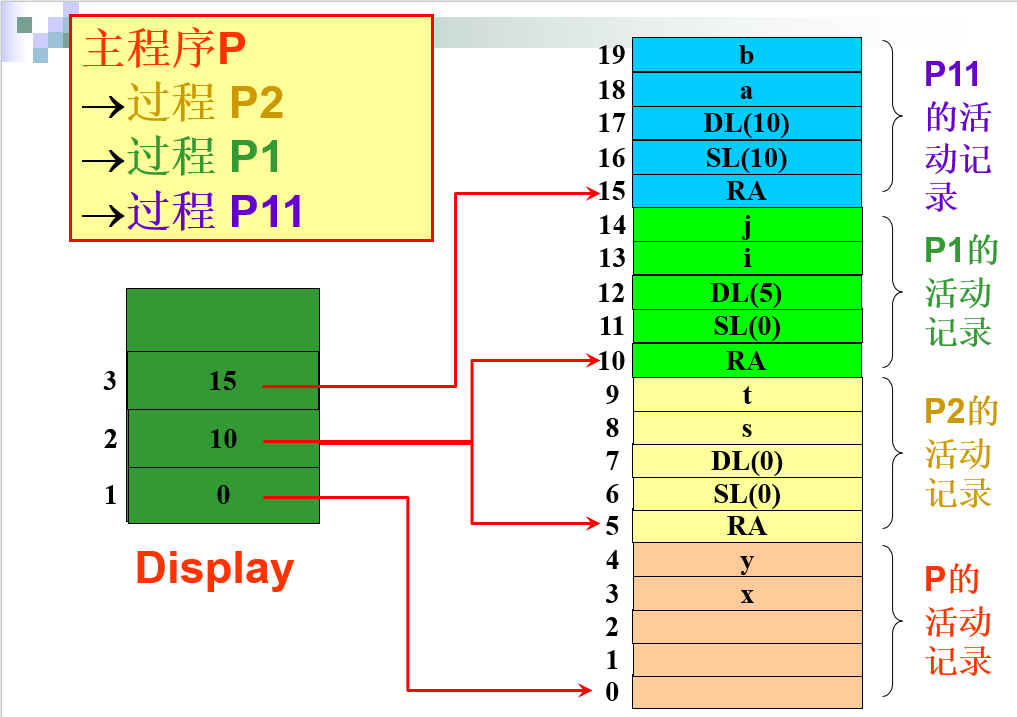 主程序P
→过程 P2
→过程 P1
→过程 P11
3 15
2 10
1 0
Display
19 b
18 a
17 DL(10)
16 SL(10)
15 RA
14 j
13 i
12 DL(5)
11 SL(0)
10 RA
9 t
8 s
7 DL(0)
6 SL(0)
5 RA
4 y
3 x
2
1
0
P11
的活
动记
录
P1的
活动
记录
P2的
活动
记录
P的
活动
记录